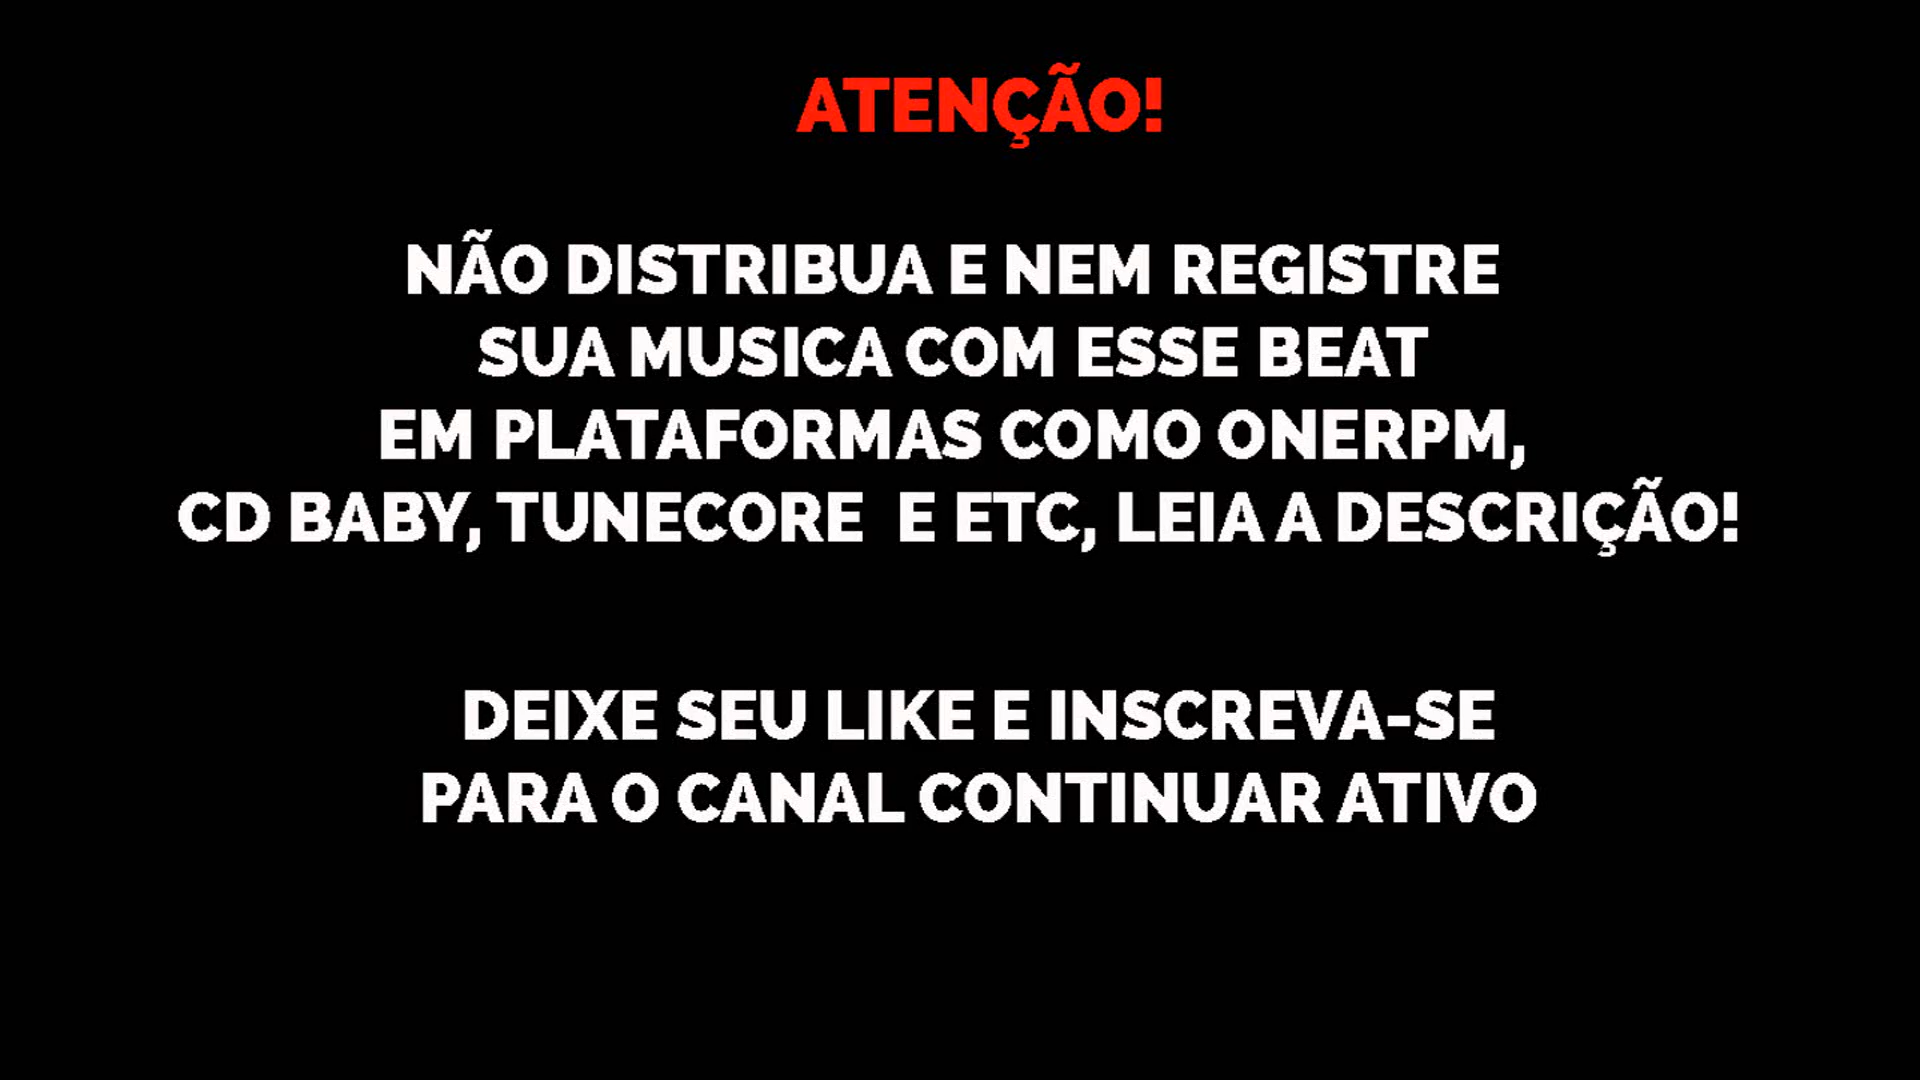 ATENÇÃO!
NÃO DISTRIBUA E NEM REGISTRE
SUA MUSICA COM ESSE BEAT
EM PLATAFORMAS COMO ONERPM,
CD BABY, TUNECORE E ETC, LEIA A DESCRIÇÃO!
DEIXE SEU LIKE E INSCREVA-SE
PARA O CANAL CONTINUAR ATIVO